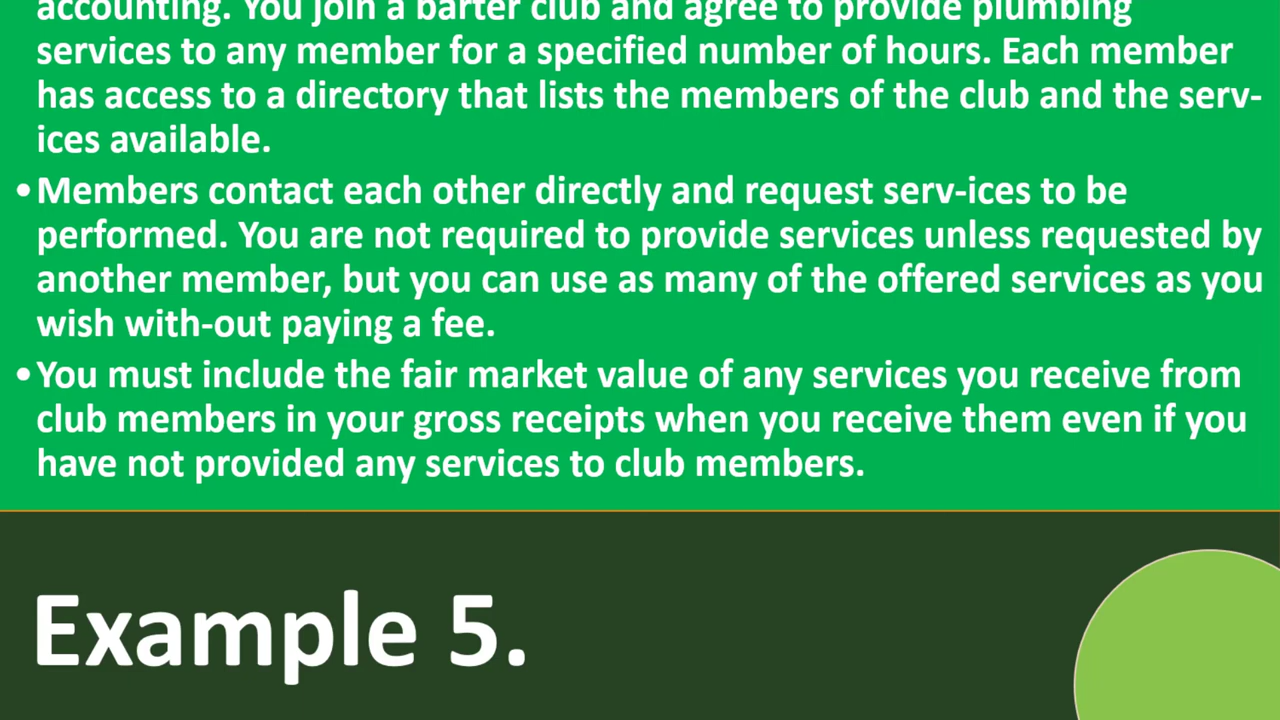 accounting. You join a barter club and agree to provide plumbing
services to any member for a specified number of hours. Each member
has access to a directory that lists the members of the club and the serv-
ices available.
•Members contact each other directly and request serv-ices to be
performed. You are not required to provide services unless requested by
another member, but you can use as many of the offered services as you
wish with-out paying a fee.
•You must include the fair market value of any services you receive from
club members in your gross receipts when you receive them even if you
have not provided any services to club members.
Example 5.